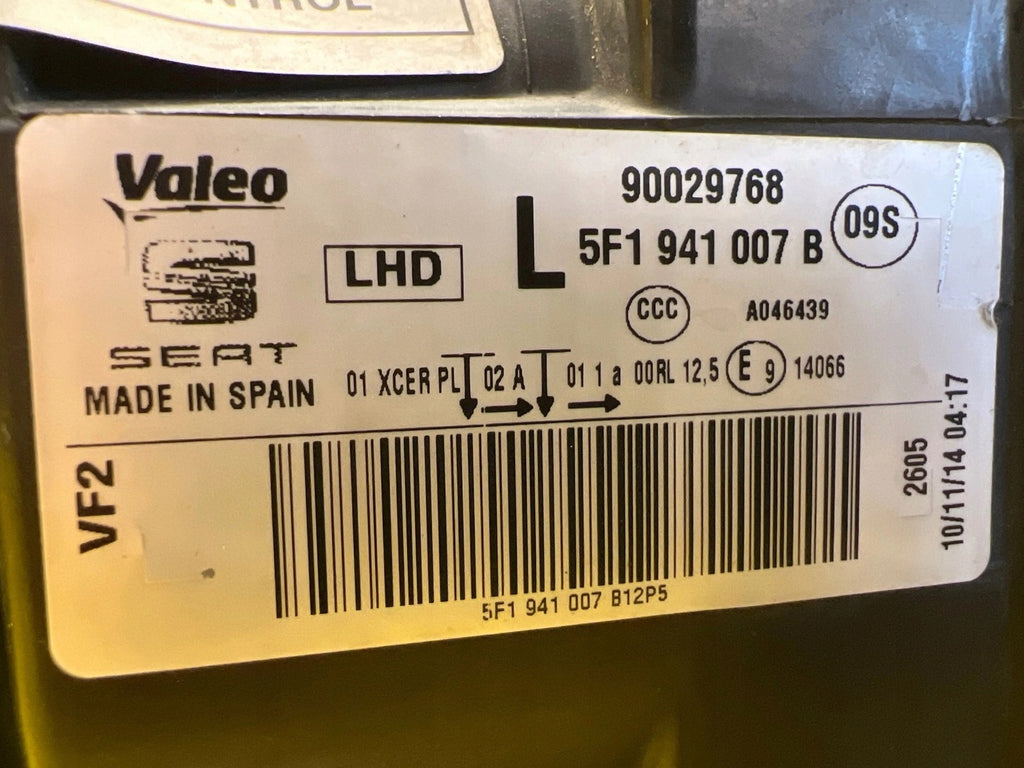 Valeo
SEAT
MADE IN SPAIN
LHD
L
90029768
5F1 941 007 B
09S
CCC
A046439
01 XCER PL 02 A 01 1 a 00RL 12,5 E 9 14066
VF2
5F1 941 007 B12P5
2605
10/11/14 04:17